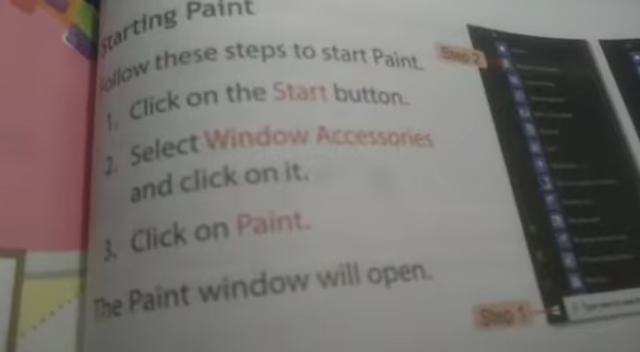 Starting Paint
Follow these steps to start Paint.
1. Click on the Start button.
2. Select Window Accessories
and click on it.
3. Click on Paint.
The Paint window will open.
Step 2
Step 1